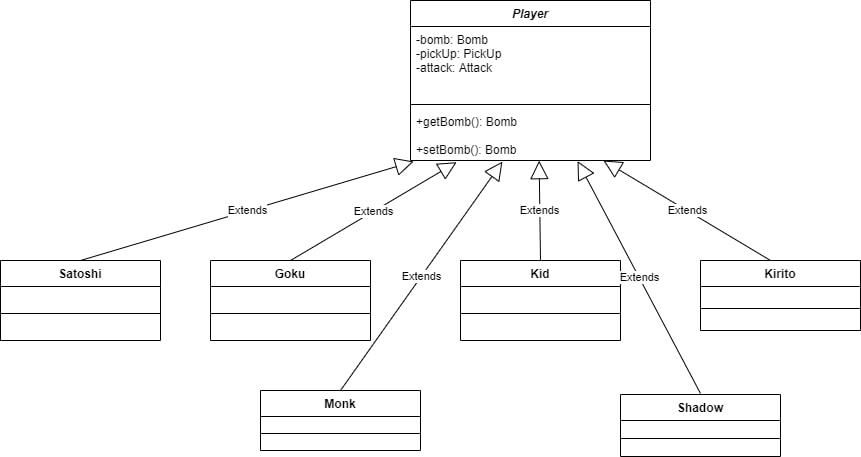 Player
-bomb: Bomb
-pickUp: PickUp
-attack: Attack
+getBomb(): Bomb
+setBomb(): Bomb
Extends
Extends
Extends
Extends
Extends
Extends
Satoshi
Goku
Kid
Kirito
Monk
Shadow